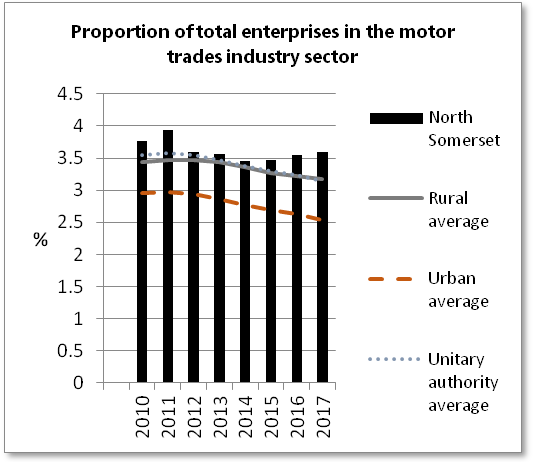 Proportion of total enterprises in the motor
trades industry sector
4.5
4
3.5
3
2.5
2
1.5
1
0.5
0
%
2010
2011
2012
2013
2014
2015
2016
2017
North
Somerset
Rural
average
Urban
average
Unitary
authority
average